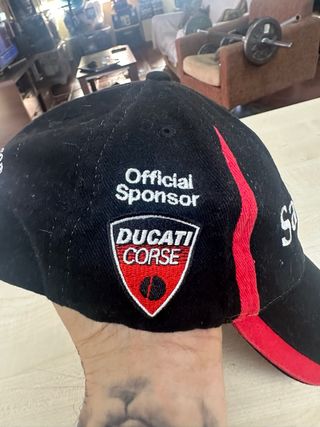 Official
Sponsor
DUCATI
CORSE